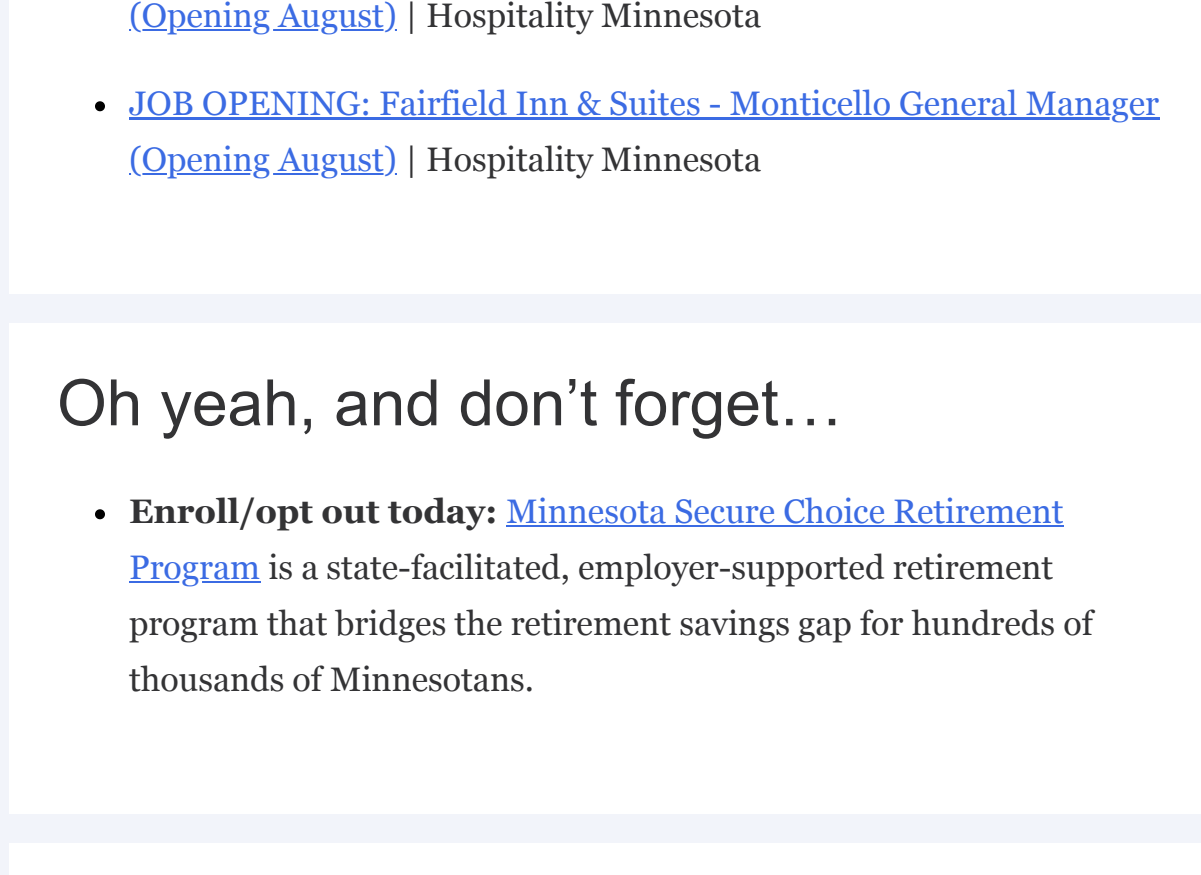 (Opening August) | Hospitality Minnesota
JOB OPENING: Fairfield Inn & Suites - Monticello General Manager
(Opening August) | Hospitality Minnesota
Oh yeah, and don’t forget…
Enroll/opt out today: Minnesota Secure Choice Retirement
Program is a state-facilitated, employer-supported retirement
program that bridges the retirement savings gap for hundreds of
thousands of Minnesotans.